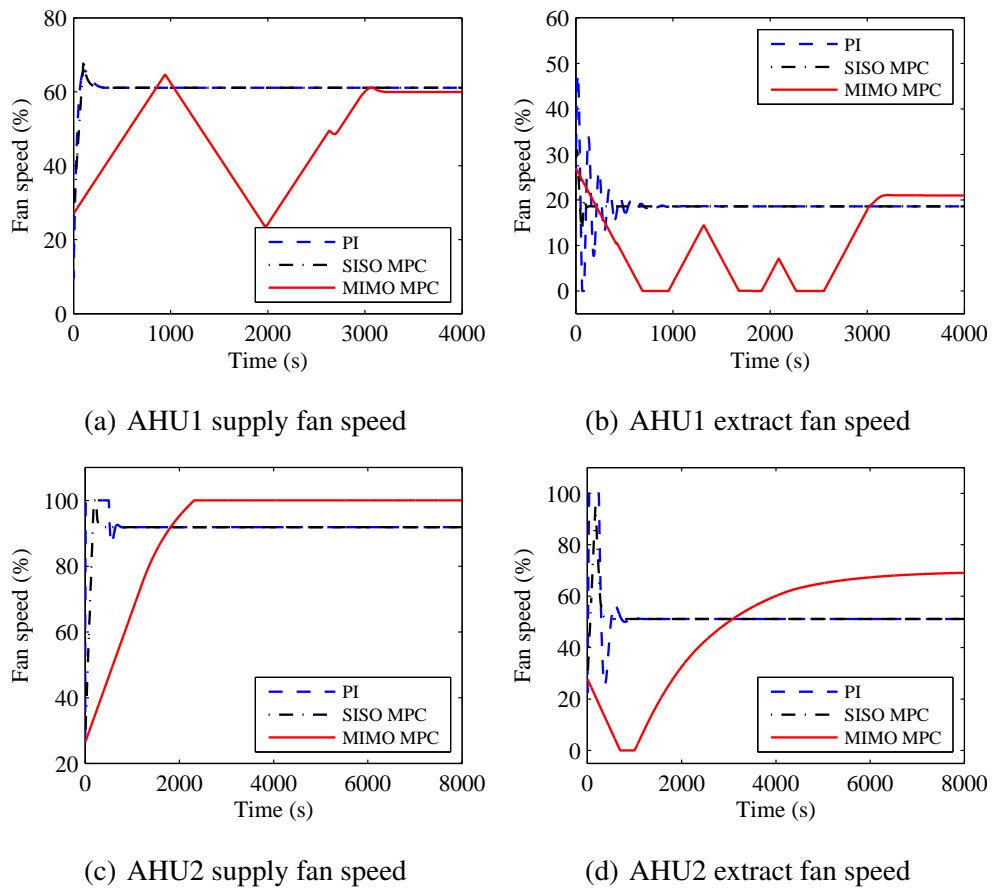 80
60
40
20
0
0
1000
2000
3000
4000
Fan speed (%)
Time (s)
PI
SISO MPC
MIMO MPC
(a) AHU1 supply fan speed
60
50
40
30
20
10
0
0
1000
2000
3000
4000
Fan speed (%)
Time (s)
PI
SISO MPC
MIMO MPC
(b) AHU1 extract fan speed
100
80
60
40
20
0
2000
4000
6000
8000
Fan speed (%)
Time (s)
PI
SISO MPC
MIMO MPC
(c) AHU2 supply fan speed
100
80
60
40
20
0
0
2000
4000
6000
8000
Fan speed (%)
Time (s)
PI
SISO MPC
MIMO MPC
(d) AHU2 extract fan speed